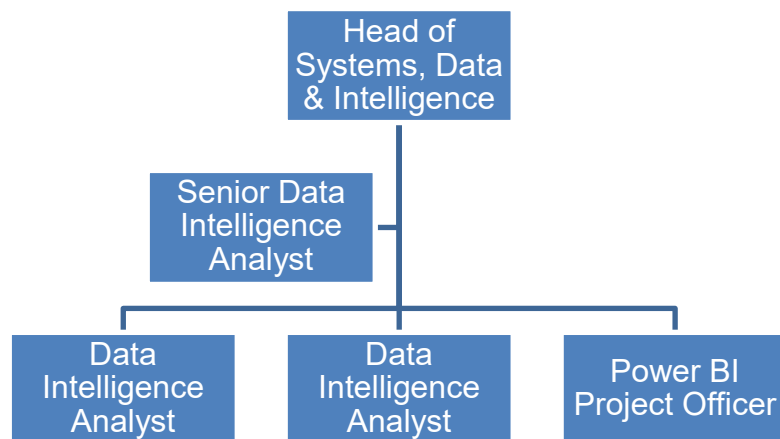 Head of
Systems, Data
& Intelligence
Senior Data
Intelligence
Analyst
Data
Intelligence
Analyst
Data
Intelligence
Analyst
Power BI
Project Officer